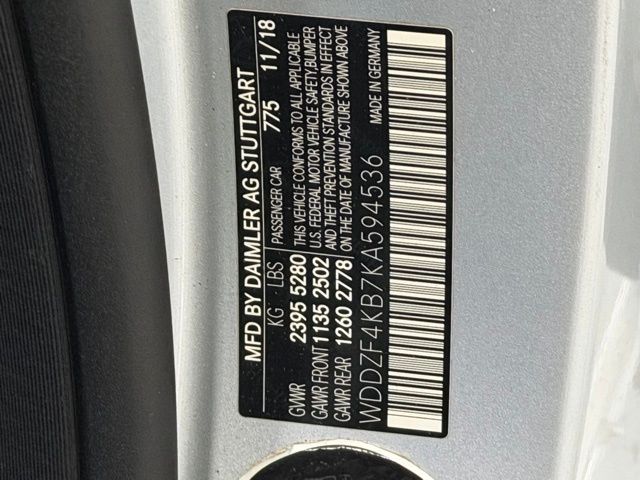 MFD BY DAIMLER AG STUTTGART
PASSENGER CAR 775 11/18
KG LBS
GVWR 2395 5280
GAWR FRONT 1135 2502
GAWR REAR 1260 2778
THIS VEHICLE CONFORMS TO ALL APPLICABLE
U.S. FEDERAL MOTOR VEHICLE SAFETY,BUMPER
AND THEFT PREVENTION STANDARDS IN EFFECT
ON THE DATE OF MANUFACTURE SHOWN ABOVE
WDDZF4KB7KA594536
MADE IN GERMANY